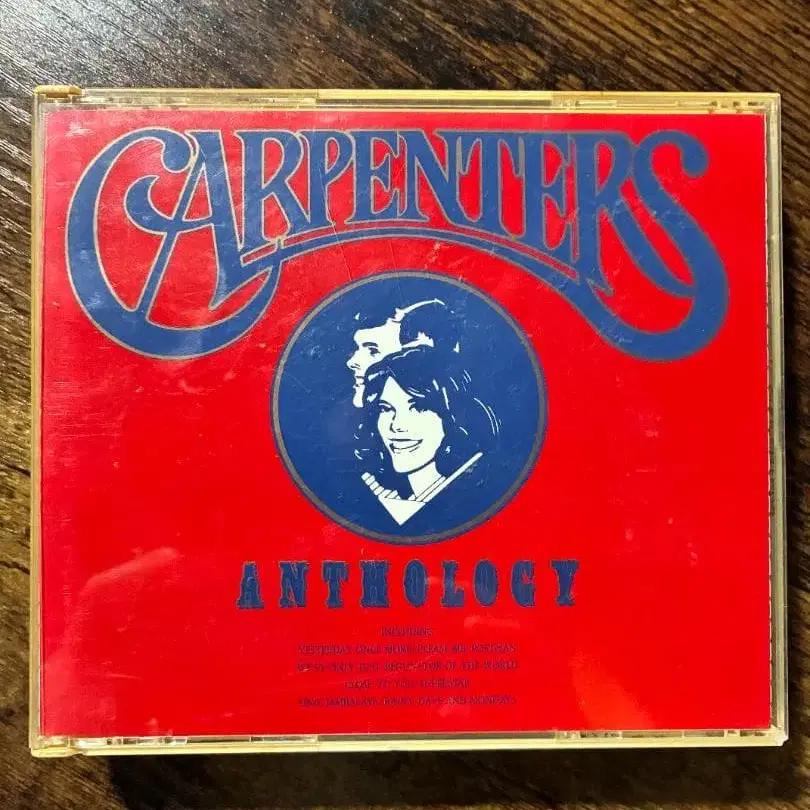 CARPENTERS
ANTHOLOGY
INCLUDING
YESTERDAY ONCE MORE, PLEASE MR. POSTMAN
WE'VE ONLY JUST BEGUN, TOP OF THE WORLD
CLOSE TO YOU, SUPERSTAR
SING, JAMBALAYA, RAINY DAYS AND MONDAYS